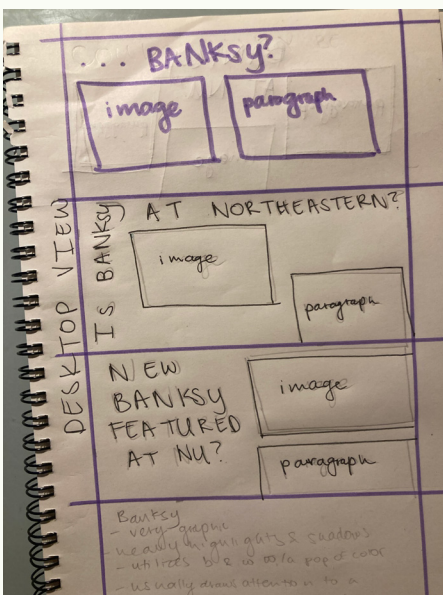 ... BANKSY?
image
paragraph
DESKTOP VIEW
IS BANKSY
AT NORTHEASTERN?
image
paragraph
NEW
BANKSY
FEATURED
AT NU?
image
paragraph
Banksy
- very graphic
- heavy highlights & shadows
- utilizes b & w a pop of color
- usually draws attention to a